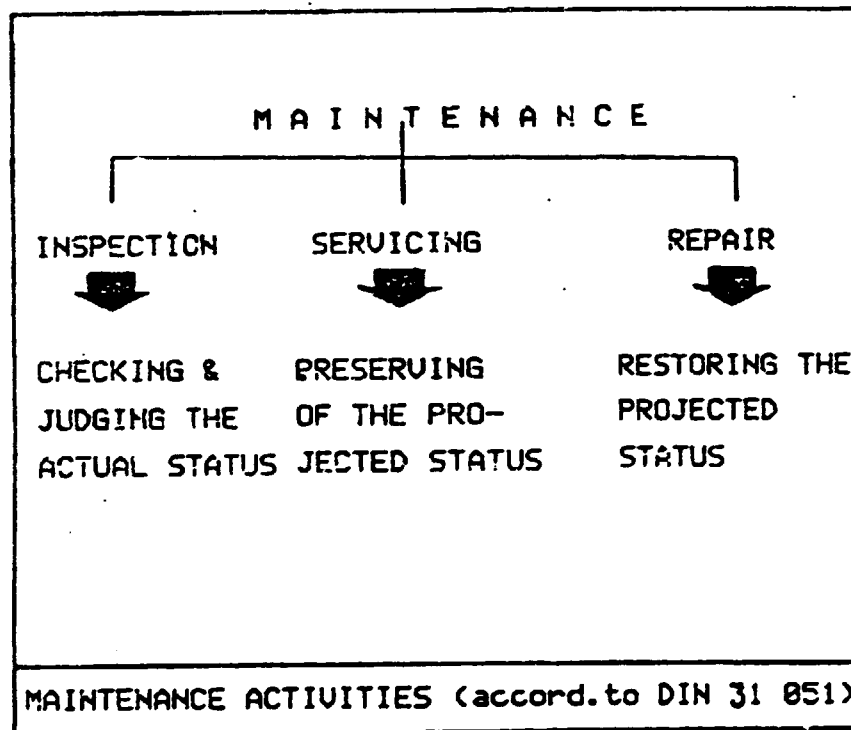 MAINTENANCE
INSPECTION SERVICING REPAIR
CHECKING & PRESERVING RESTORING THE
JUDGING THE OF THE PRO- PROJECTED
ACTUAL STATUS JECTED STATUS STATUS
MAINTENANCE ACTIVITIES (accord.to DIN 31 051)